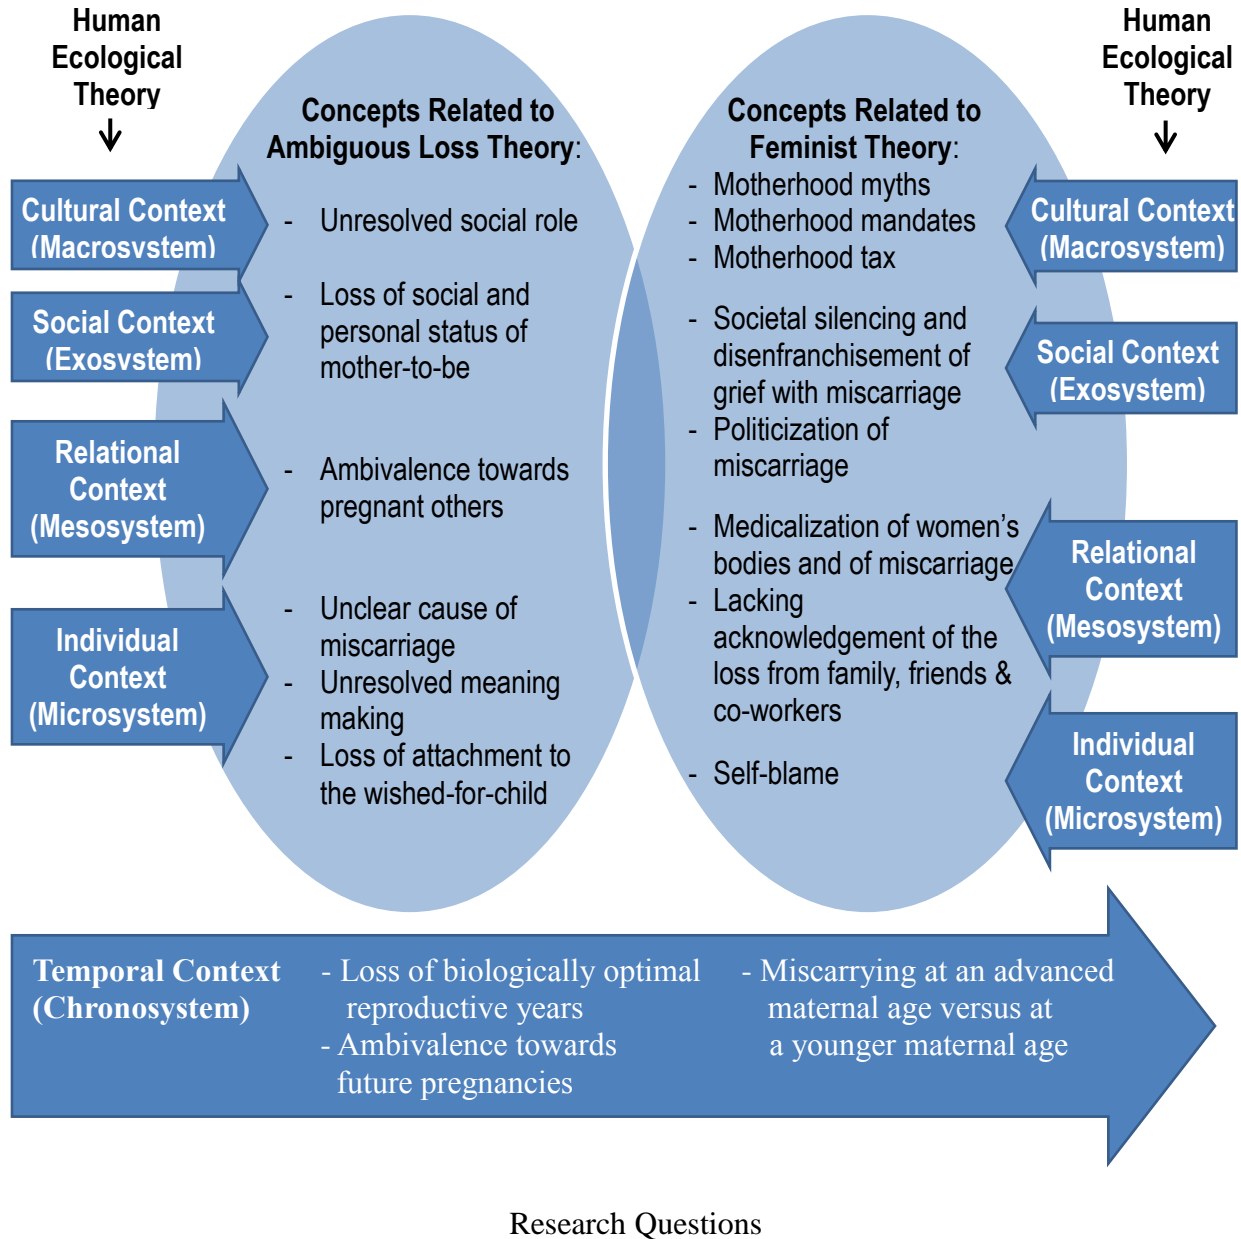 Human
Ecological
Theory
Cultural Context
(Macrosystem)
Social Context
(Exosystem)
Relational
Context
(Mesosystem)
Individual
Context
(Microsystem)
Concepts Related to
Ambiguous Loss Theory:
- Unresolved social role
- Loss of social and
personal status of
mother-to-be
- Ambivalence towards
pregnant others
- Unclear cause of
miscarriage
- Unresolved meaning
making
- Loss of attachment to
the wished-for-child
Concepts Related to
Feminist Theory:
- Motherhood myths
- Motherhood mandates
- Motherhood tax
- Societal silencing and
disenfranchisement of
grief with miscarriage
- Politicization of
miscarriage
- Medicalization of women’s
bodies and of miscarriage
- Lacking
acknowledgement of the
loss from family, friends &
co-workers
- Self-blame
Human
Ecological
Theory
Cultural Context
(Macrosystem)
Social Context
(Exosystem)
Relational
Context
(Mesosystem)
Individual
Context
(Microsystem)
Temporal Context
(Chronosystem)
- Loss of biologically optimal
reproductive years
- Ambivalence towards
future pregnancies
- Miscarrying at an advanced
maternal age versus at
a younger maternal age
Research Questions